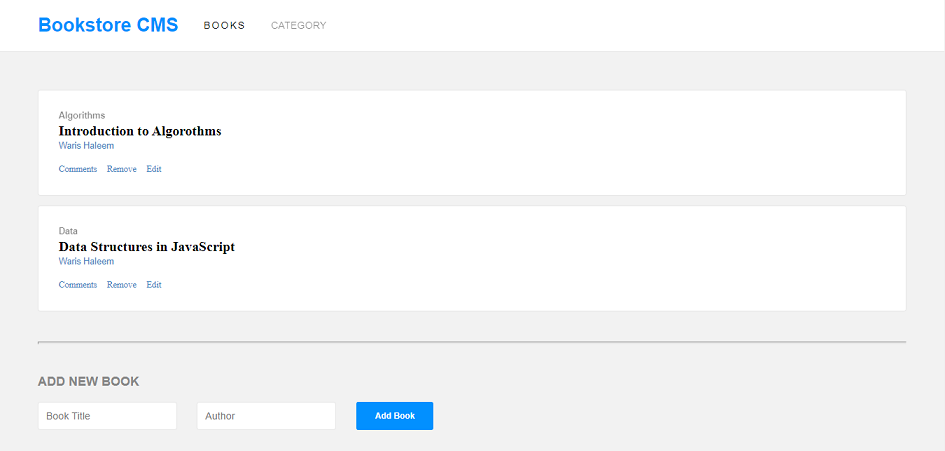 Bookstore CMS BOOKS CATEGORY
Algorithms
Introduction to Algorothms
Waris Haleem
Comments Remove Edit
Data
Data Structures in JavaScript
Waris Haleem
Comments Remove Edit
ADD NEW BOOK
Book Title Author Add Book